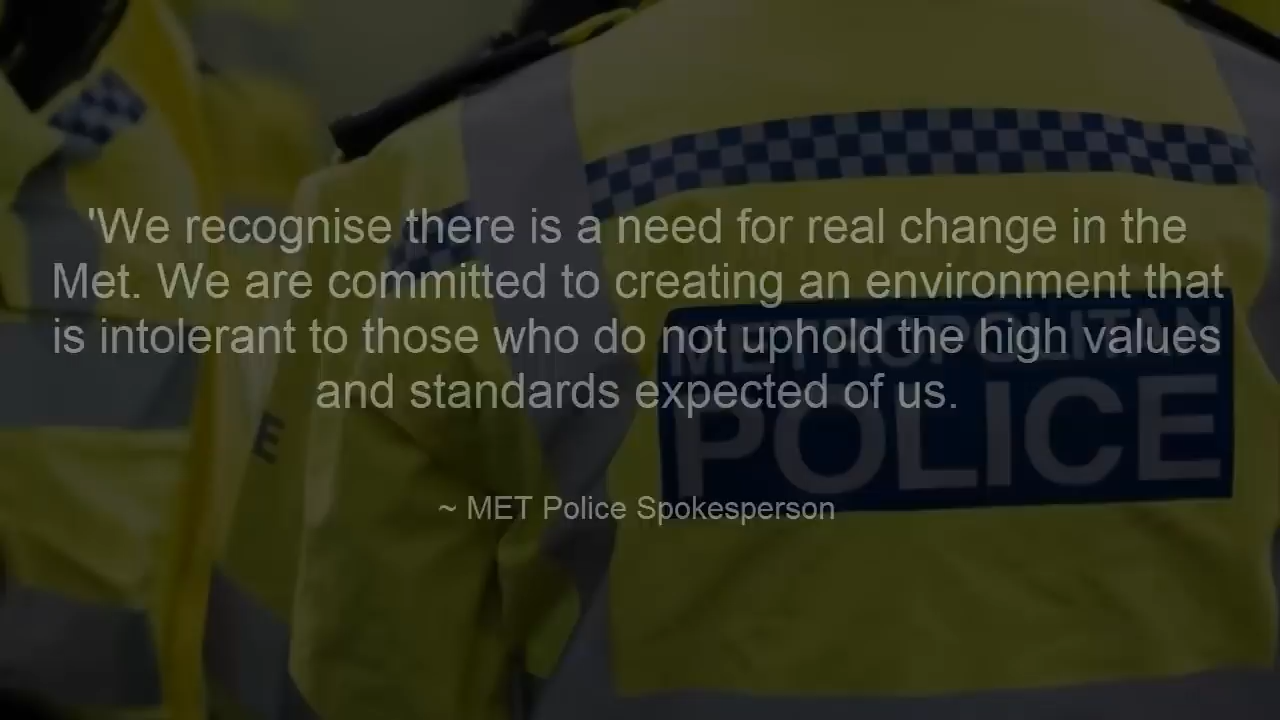 'We recognise there is a need for real change in the
Met. We are committed to creating an environment that
is intolerant to those who do not uphold the high values
and standards expected of us.
~ MET Police Spokesperson
METROPOLITAN
POLICE
E